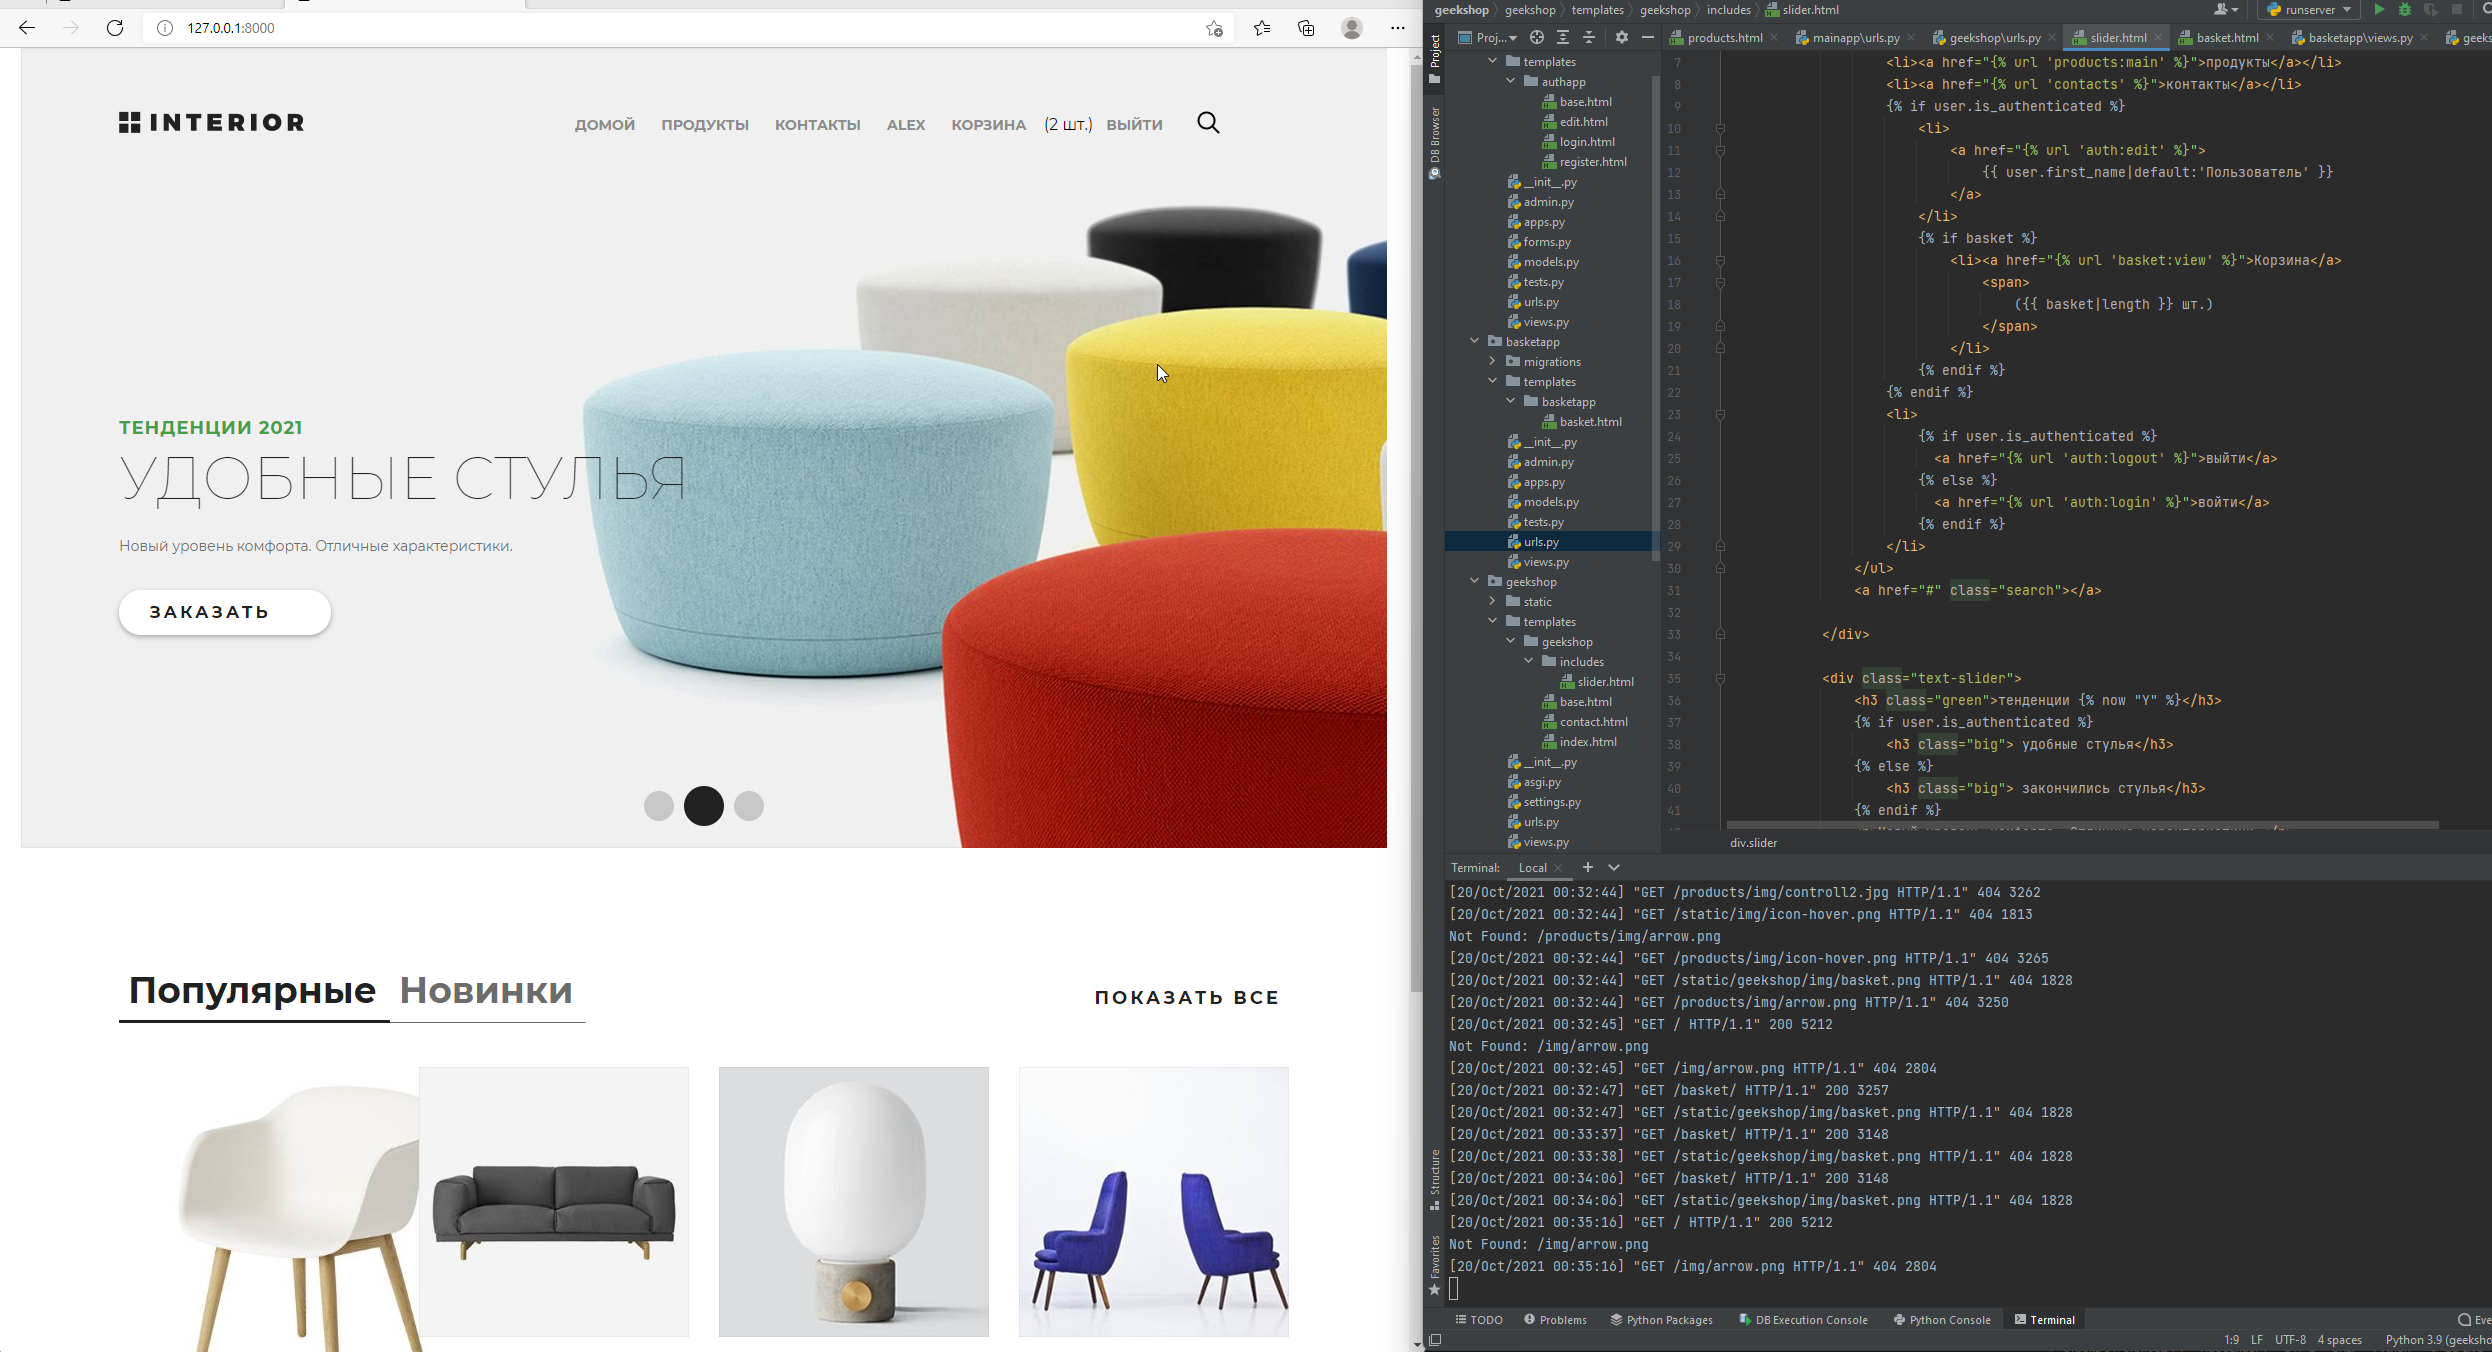 127.0.0.1:8000
INTERIOR
ДОМОЙ ПРОДУКТЫ КОНТАКТЫ ALEX КОРЗИНА (2 шт.) ВЫЙТИ
ТЕНДЕНЦИИ 2021
УДОБНЫЕ СТУЛЬЯ
Новый уровень комфорта. Отличные характеристики.
ЗАКАЗАТЬ
Популярные Новинки
ПОКАЗАТЬ ВСЕ
geekshop geekshop templates geekshop includes slider.html
runserver
Proj...
products.html mainapp\urls.py geekshop\urls.py slider.html basket.html basketapp\views.py geeks
Project
DB Browser
Structure
Favorites
templates
authapp
base.html
edit.html
login.html
register.html
__init__.py
admin.py
apps.py
forms.py
models.py
tests.py
urls.py
views.py
basketapp
migrations
templates
basketapp
basket.html
__init__.py
admin.py
apps.py
models.py
tests.py
urls.py
views.py
geekshop
static
templates
geekshop
includes
slider.html
base.html
contact.html
index.html
__init__.py
asgi.py
settings.py
urls.py
views.py
7 <li><a href="{% url 'products:main' %}">продукты</a></li>
8 <li><a href="{% url 'contacts' %}">контакты</a></li>
9 {% if user.is_authenticated %}
10 <li>
11 <a href="{% url 'auth:edit' %}">
12 {{ user.first_name|default:'Пользователь' }}
13 </a>
14 </li>
15 {% if basket %}
16 <li><a href="{% url 'basket:view' %}">Корзина</a>
17 <span>
18 ({{ basket|length }} шт.)
19 </span>
20 </li>
21 {% endif %}
22 {% endif %}
23 <li>
24 {% if user.is_authenticated %}
25 <a href="{% url 'auth:logout' %}">выйти</a>
26 {% else %}
27 <a href="{% url 'auth:login' %}">войти</a>
28 {% endif %}
29 </li>
30 </ul>
31 <a href="#" class="search"></a>
32
33 </div>
34
35 <div class="text-slider">
36 <h3 class="green">тенденции {% now "Y" %}</h3>
37 {% if user.is_authenticated %}
38 <h3 class="big"> удобные стулья</h3>
39 {% else %}
40 <h3 class="big"> закончились стулья</h3>
41 {% endif %}
div.slider
Terminal: Local
[20/Oct/2021 00:32:44] "GET /products/img/controll2.jpg HTTP/1.1" 404 3262
[20/Oct/2021 00:32:44] "GET /static/img/icon-hover.png HTTP/1.1" 404 1813
Not Found: /products/img/arrow.png
[20/Oct/2021 00:32:44] "GET /products/img/icon-hover.png HTTP/1.1" 404 3265
[20/Oct/2021 00:32:44] "GET /static/geekshop/img/basket.png HTTP/1.1" 404 1828
[20/Oct/2021 00:32:44] "GET /products/img/arrow.png HTTP/1.1" 404 3250
[20/Oct/2021 00:32:45] "GET / HTTP/1.1" 200 5212
Not Found: /img/arrow.png
[20/Oct/2021 00:32:45] "GET /img/arrow.png HTTP/1.1" 404 2804
[20/Oct/2021 00:32:47] "GET /basket/ HTTP/1.1" 200 3257
[20/Oct/2021 00:32:47] "GET /static/geekshop/img/basket.png HTTP/1.1" 404 1828
[20/Oct/2021 00:33:37] "GET /basket/ HTTP/1.1" 200 3148
[20/Oct/2021 00:33:38] "GET /static/geekshop/img/basket.png HTTP/1.1" 404 1828
[20/Oct/2021 00:34:06] "GET /basket/ HTTP/1.1" 200 3148
[20/Oct/2021 00:34:06] "GET /static/geekshop/img/basket.png HTTP/1.1" 404 1828
[20/Oct/2021 00:35:16] "GET / HTTP/1.1" 200 5212
Not Found: /img/arrow.png
[20/Oct/2021 00:35:16] "GET /img/arrow.png HTTP/1.1" 404 2804
TODO Problems Python Packages DB Execution Console Python Console Terminal Eve
1:9 LF UTF-8 4 spaces Python 3.9 (geeksho